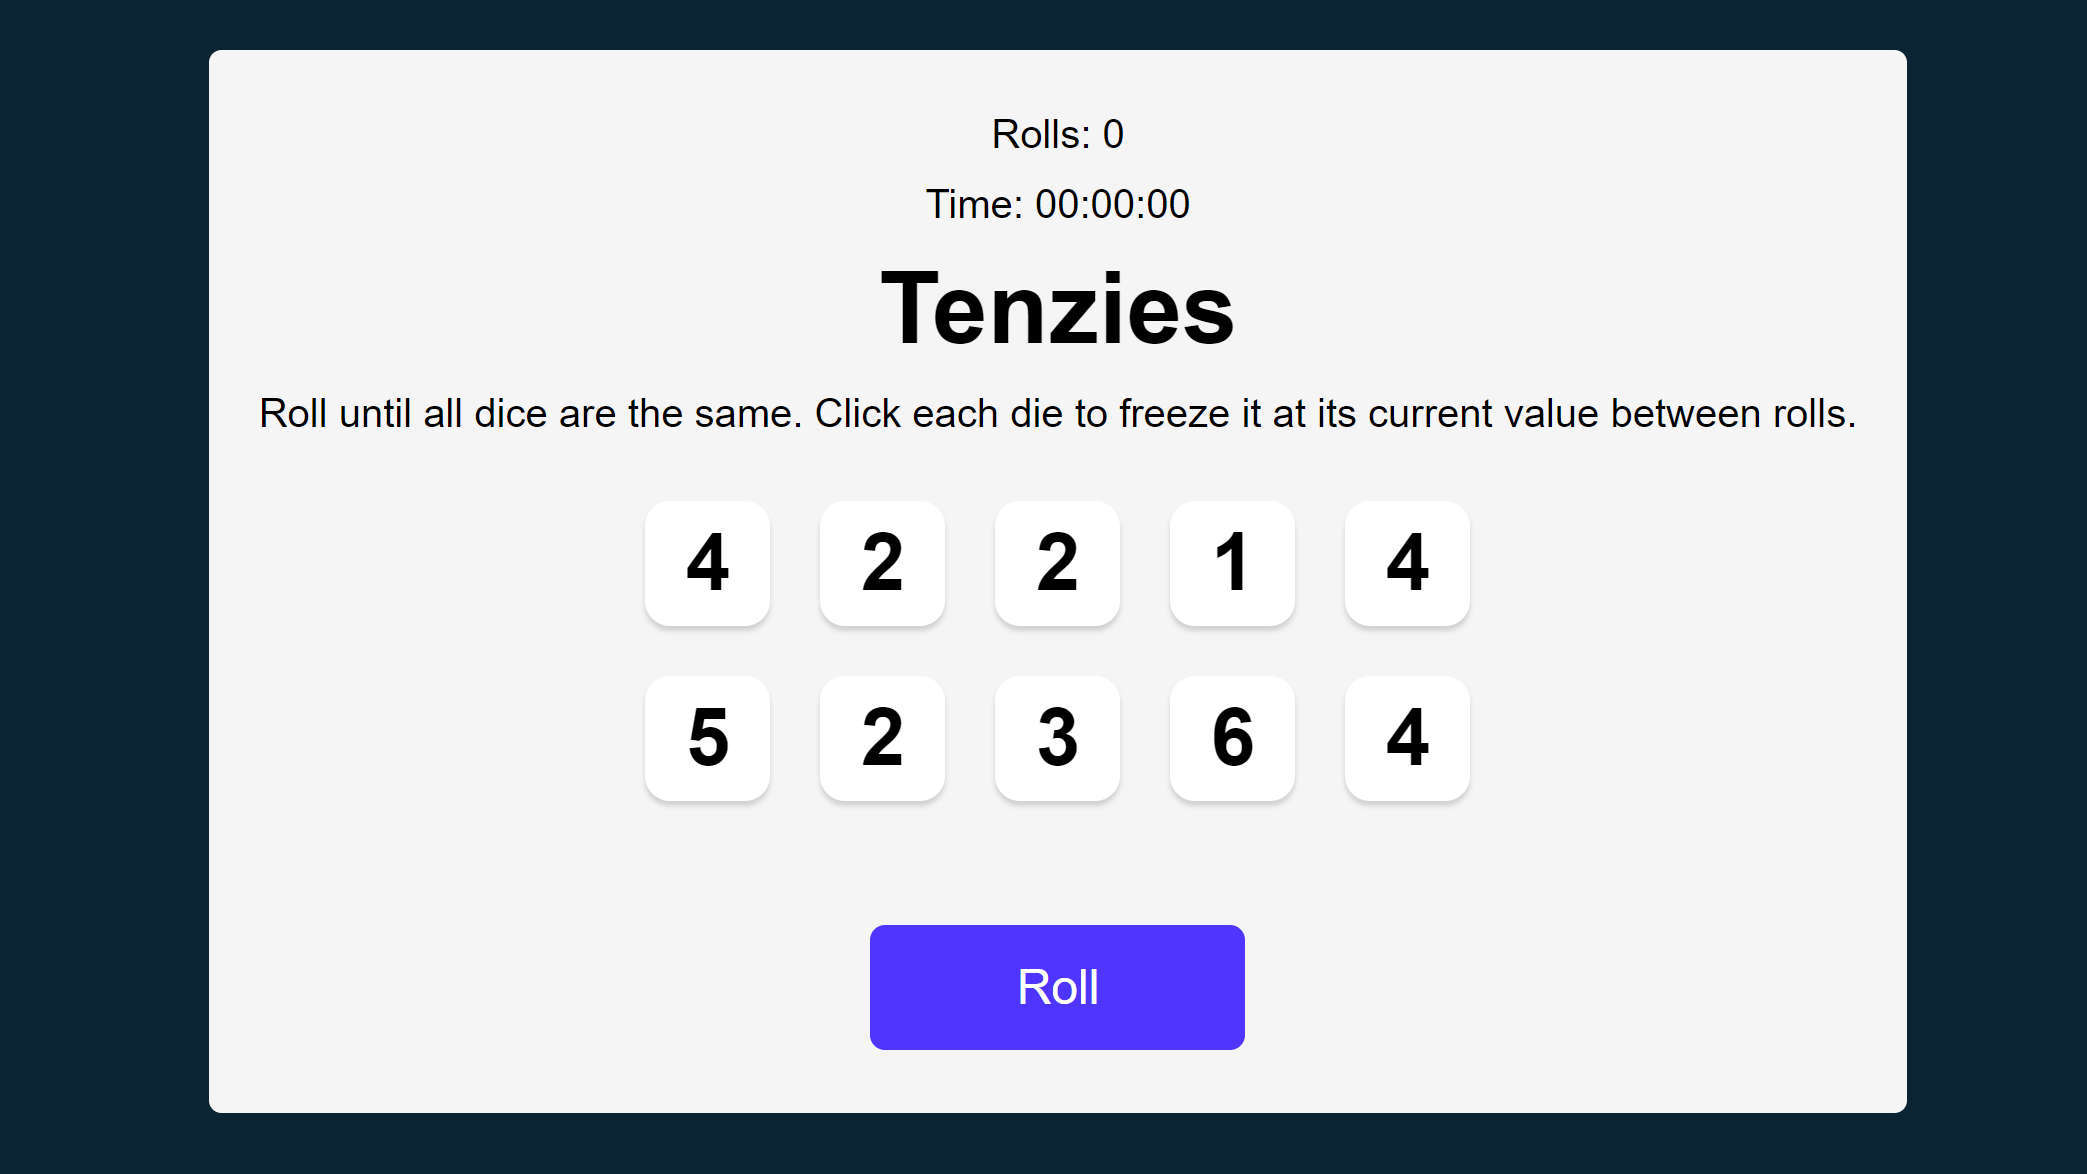 Rolls: 0
Time: 00:00:00
Tenzies
Roll until all dice are the same. Click each die to freeze it at its current value between rolls.
4 2 2 1 4
5 2 3 6 4
Roll